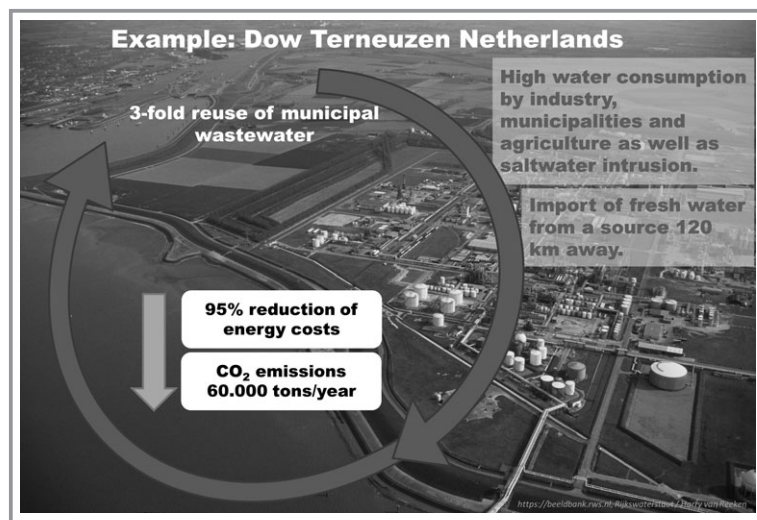 Example: Dow Terneuzen Netherlands
3-fold reuse of municipal
wastewater
High water consumption
by industry,
municipalities and
agriculture as well as
saltwater intrusion.
Import of fresh water
from a source 120
km away.
95% reduction of
energy costs
CO₂ emissions
60.000 tons/year
https://beeldbank.rws.nl, Rijkswaterstaat / Harry van Reeken